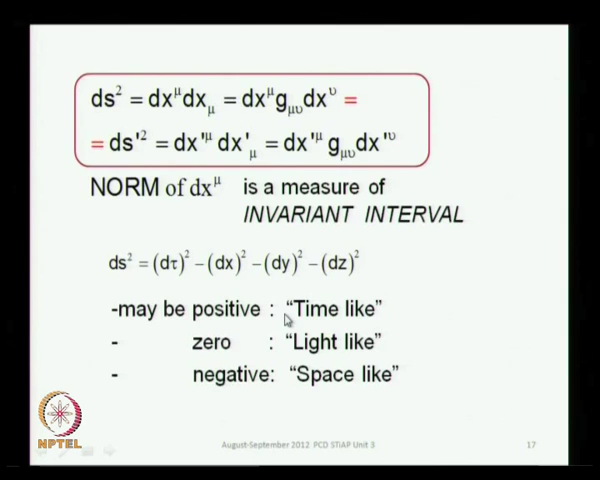 ds² = dx^μ dx_μ = dx^μ g_μυ dx^υ =
= ds'² = dx'^μ dx'_μ = dx'^μ g_μυ dx'^υ
NORM of dx^μ is a measure of
INVARIANT INTERVAL
ds² = (dτ)² − (dx)² − (dy)² − (dz)²
-may be positive : “Time like”
- zero : “Light like”
- negative: “Space like”
NPTEL
August-September 2012 PCD STIAP Unit 3
17